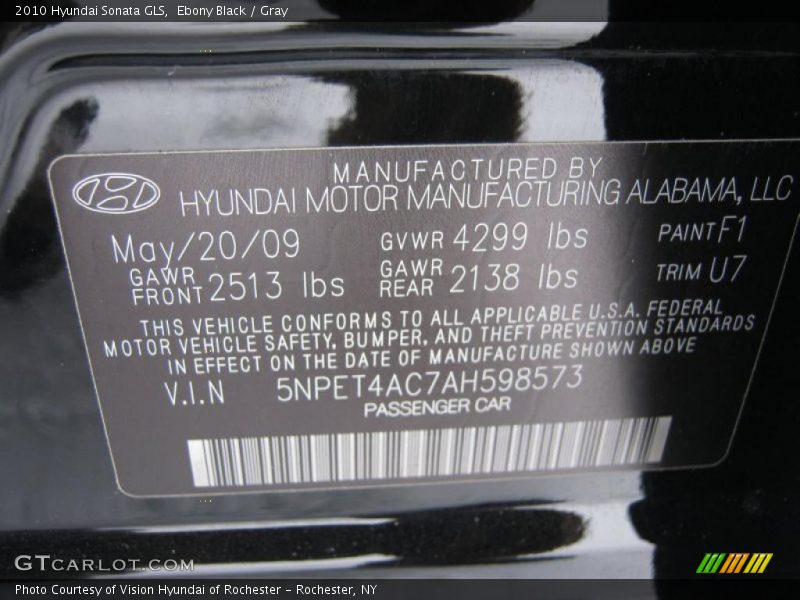 2010 Hyundai Sonata GLS, Ebony Black / Gray
MANUFACTURED BY
HYUNDAI MOTOR MANUFACTURING ALABAMA, LLC
May/20/09 GVWR 4299 lbs PAINT F1
GAWR FRONT 2513 lbs GAWR REAR 2138 lbs TRIM U7
THIS VEHICLE CONFORMS TO ALL APPLICABLE U.S.A. FEDERAL
MOTOR VEHICLE SAFETY, BUMPER, AND THEFT PREVENTION STANDARDS
IN EFFECT ON THE DATE OF MANUFACTURE SHOWN ABOVE
V.I.N 5NPET4AC7AH598573
PASSENGER CAR
GTCARLOT.COM
Photo Courtesy of Vision Hyundai of Rochester - Rochester, NY